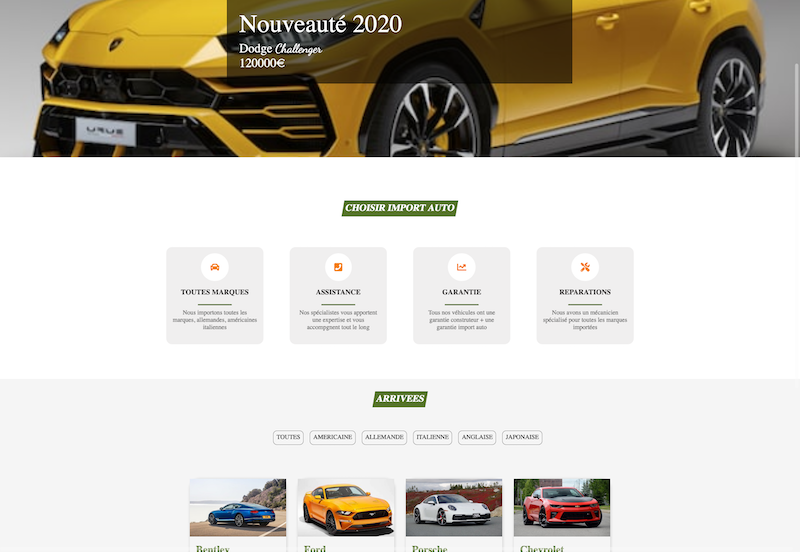 Nouveauté 2020
Dodge Challenger
120000€
URUS
CHOISIR IMPORT AUTO
TOUTES MARQUES
Nous importons toutes les
marques, allemandes, américaines
italiennes
ASSISTANCE
Nos spécialistes vous apportent
une expertise et vous
accompgnent tout le long
GARANTIE
Tous nos véhicules ont une
garantie construteur + une
garantie import auto
REPARATIONS
Nous avons un mécanicien
spécialisé pour toutes les marques
importées
ARRIVEES
TOUTES
AMERICAINE
ALLEMANDE
ITALIENNE
ANGLAISE
JAPONAISE
Bentley
Ford
Porsche
Chevrolet